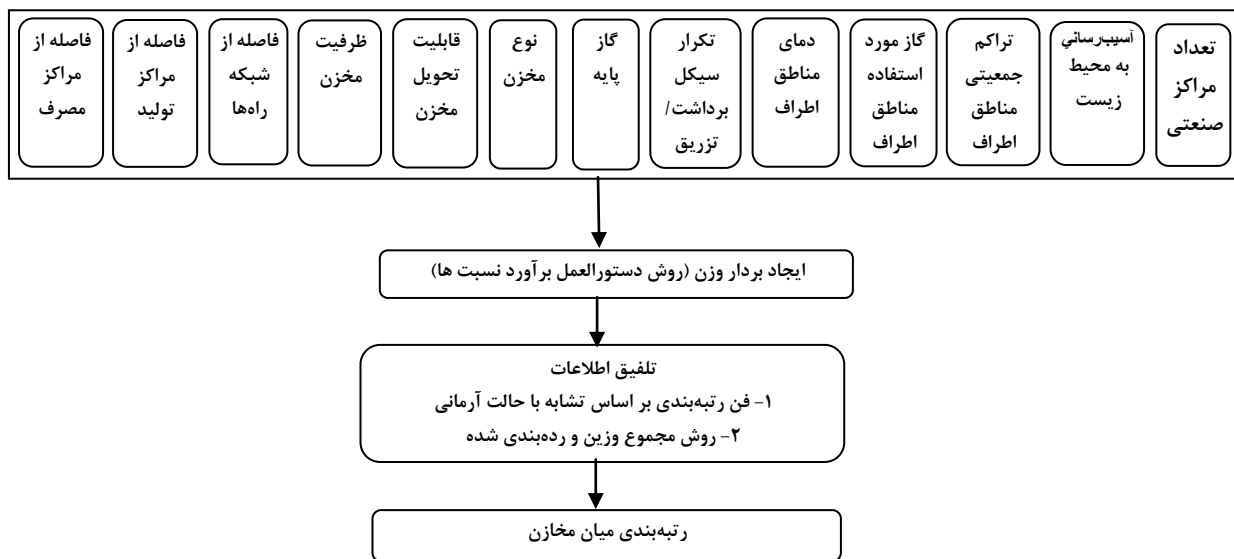 تعداد
مراکز
صنعتی
آسیب‌رسانی
به محیط
زیست
تراکم
جمعیتی
مناطق
اطراف
گاز مورد
استفاده
مناطق
اطراف
دمای
مناطق
اطراف
تکرار
سیکل
برداشت/
تزریق
گاز
پایه
نوع
مخزن
قابلیت
تحویل
مخزن
ظرفیت
مخزن
فاصله از
شبکه
راه‌ها
فاصله از
مراکز
تولید
فاصله از
مراکز
مصرف
ایجاد بردار وزن (روش دستورالعمل برآورد نسبت ها)
تلفیق اطلاعات
۱- فن رتبه‌بندی بر اساس تشابه با حالت آرمانی
۲- روش مجموع وزین و رده‌بندی شده
رتبه‌بندی میان مخازن